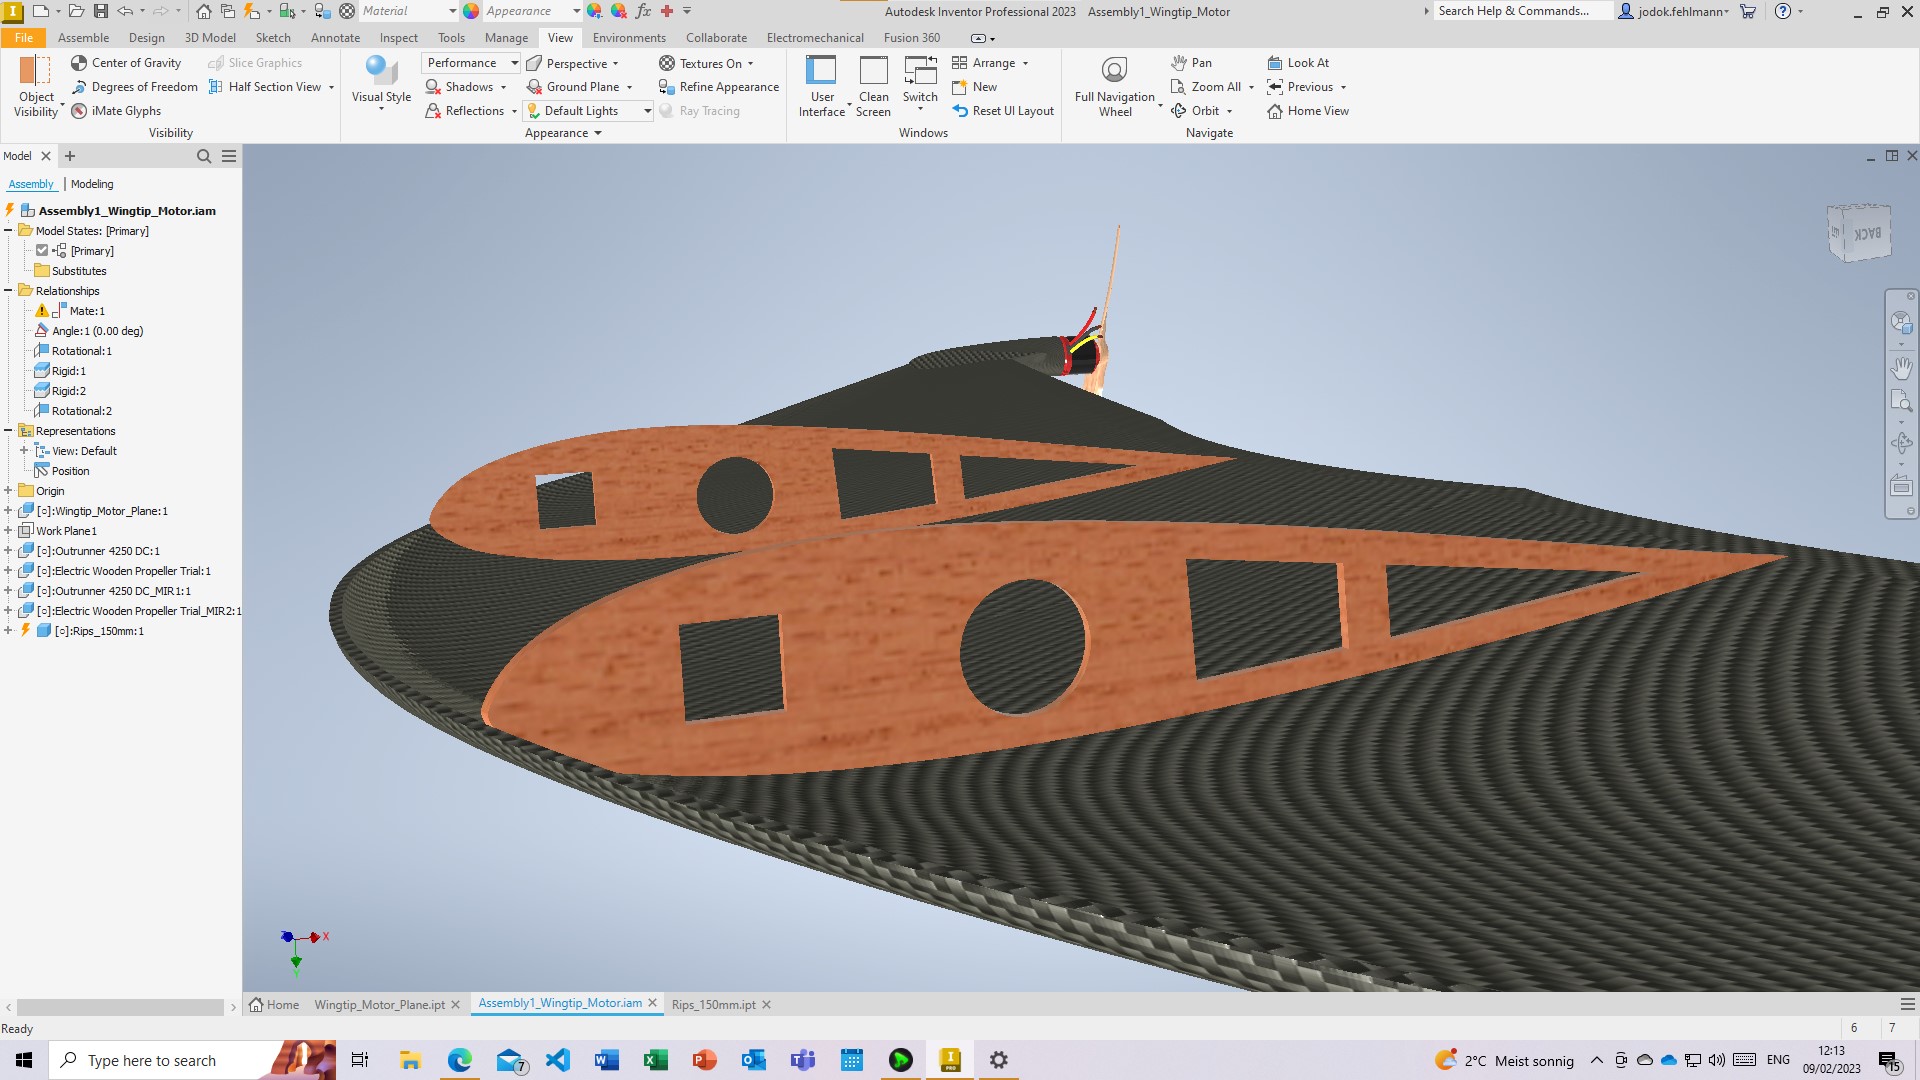 Material Appearance Autodesk Inventor Professional 2023 Assembly1_Wingtip_Motor Search Help & Commands... jodok.fehlmann
File Assemble Design 3D Model Sketch Annotate Inspect Tools Manage View Environments Collaborate Electromechanical Fusion 360
Object Visibility
Center of Gravity
Degrees of Freedom
iMate Glyphs
Slice Graphics
Half Section View
Visibility
Visual Style
Performance
Shadows
Reflections
Perspective
Ground Plane
Default Lights
Textures On
Refine Appearance
Ray Tracing
Appearance
User Interface
Clean Screen
Switch
Arrange
New
Reset UI Layout
Windows
Full Navigation Wheel
Pan
Zoom All
Orbit
Look At
Previous
Home View
Navigate
Model
Assembly | Modeling
Assembly1_Wingtip_Motor.iam
Model States: [Primary]
[Primary]
Substitutes
Relationships
Mate:1
Angle:1 (0.00 deg)
Rotational:1
Rigid:1
Rigid:2
Rotational:2
Representations
View: Default
Position
Origin
[○]:Wingtip_Motor_Plane:1
Work Plane1
[○]:Outrunner 4250 DC:1
[○]:Electric Wooden Propeller Trial:1
[○]:Outrunner 4250 DC_MIR1:1
[○]:Electric Wooden Propeller Trial_MIR2:1
[○]:Rips_150mm:1
BACK
Z X
Y
Home Wingtip_Motor_Plane.ipt Assembly1_Wingtip_Motor.iam Rips_150mm.ipt
Ready 6 7
Type here to search 7 2°C Meist sonnig ENG 12:13 15
09/02/2023